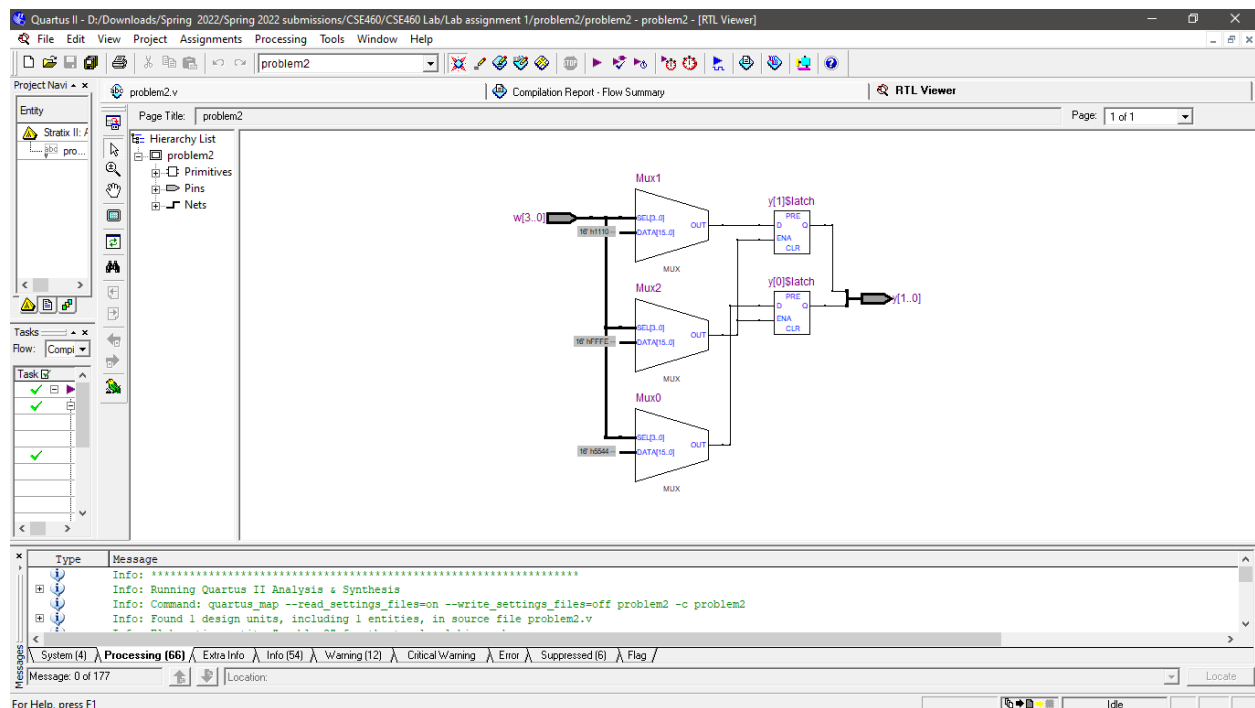 Quartus II - D:/Downloads/Spring 2022/Spring 2022 submissions/CSE460/CSE460 Lab/Lab assignment 1/problem2/problem2 - problem2 - [RTL Viewer]
File Edit View Project Assignments Processing Tools Window Help
problem2
Project Navi
problem2.v
Compilation Report - Flow Summary
RTL Viewer
Entity
Stratix II: A
abc pro...
Page Title: problem2
Page: 1 of 1
Hierarchy List
problem2
Primitives
Pins
Nets
Mux1
w[3..0]
SEL[3..0]
16' h1110 --
DATA[15..0]
OUT
MUX
y[1]$latch
PRE
D Q
ENA
CLR
Mux2
SEL[3..0]
16' hFFFE --
DATA[15..0]
OUT
MUX
y[0]$latch
PRE
D Q
ENA
CLR
y[1..0]
Mux0
SEL[3..0]
16' h5544 --
DATA[15..0]
OUT
MUX
Tasks
Flow: Compi
Task
Type Message
Info: *******************************************************************
Info: Running Quartus II Analysis & Synthesis
Info: Command: quartus_map --read_settings_files=on --write_settings_files=off problem2 -c problem2
Info: Found 1 design units, including 1 entities, in source file problem2.v
Messages
System (4) Processing (66) Extra Info Info (54) Warning (12) Critical Warning Error Suppressed (6) Flag
Message: 0 of 177
Location:
Locate
For Help, press F1
Idle